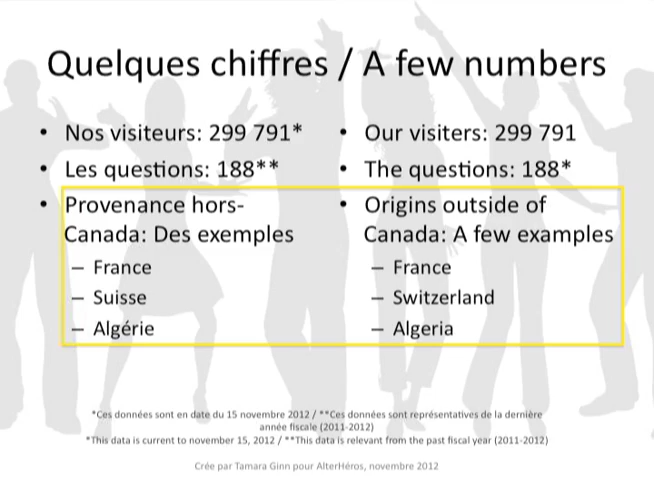 Quelques chiffres / A few numbers
• Nos visiteurs: 299 791*
• Les questions: 188**
• Provenance hors-
Canada: Des exemples
– France
– Suisse
– Algérie
• Our visiters: 299 791
• The questions: 188*
• Origins outside of
Canada: A few examples
– France
– Switzerland
– Algeria
*Ces données sont en date du 15 novembre 2012 / **Ces données sont représentatives de la dernière
année fiscale (2011-2012)
*This data is current to november 15, 2012 / **This data is relevant from the past fiscal year (2011-2012)
Crée par Tamara Ginn pour AlterHéros, novembre 2012